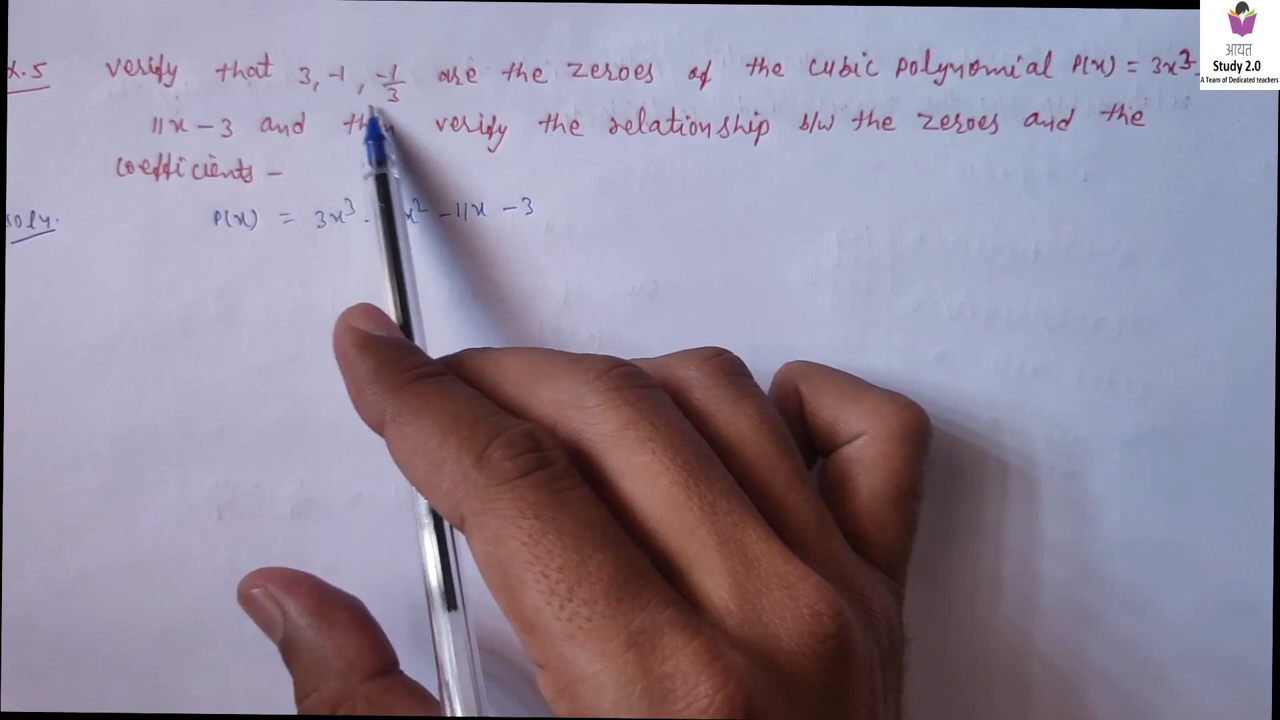 x.5 verify that 3, -1, -1/3 are the zeroes of the cubic polynomial P(x) = 3x³-
11x - 3 and then verify the relationship b/w the zeroes and the
coefficients -
soln. P(x) = 3x³ - x² - 11x - 3
आयत
Study 2.0
A Team of Dedicated teachers